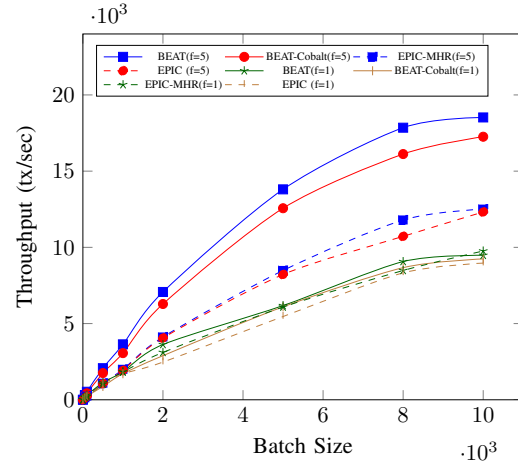 ·10³
BEAT(f=5) BEAT-Cobalt(f=5) EPIC-MHR(f=5)
EPIC (f=5) BEAT(f=1) BEAT-Cobalt(f=1)
EPIC-MHR(f=1) EPIC (f=1)
20
15
10
5
0
Throughput (tx/sec)
0 2 4 6 8 10
Batch Size ·10³